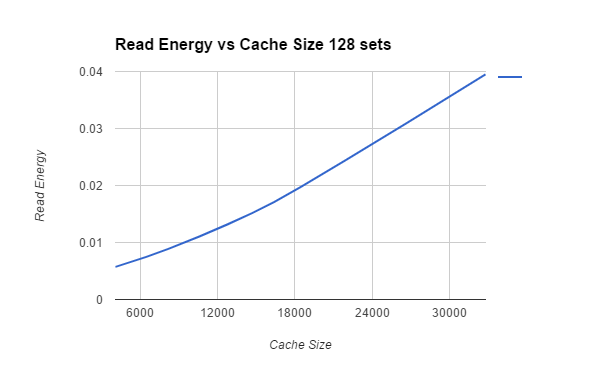 Read Energy vs Cache Size 128 sets
0.04
0.03
0.02
0.01
0
Read Energy
6000 12000 18000 24000 30000
Cache Size